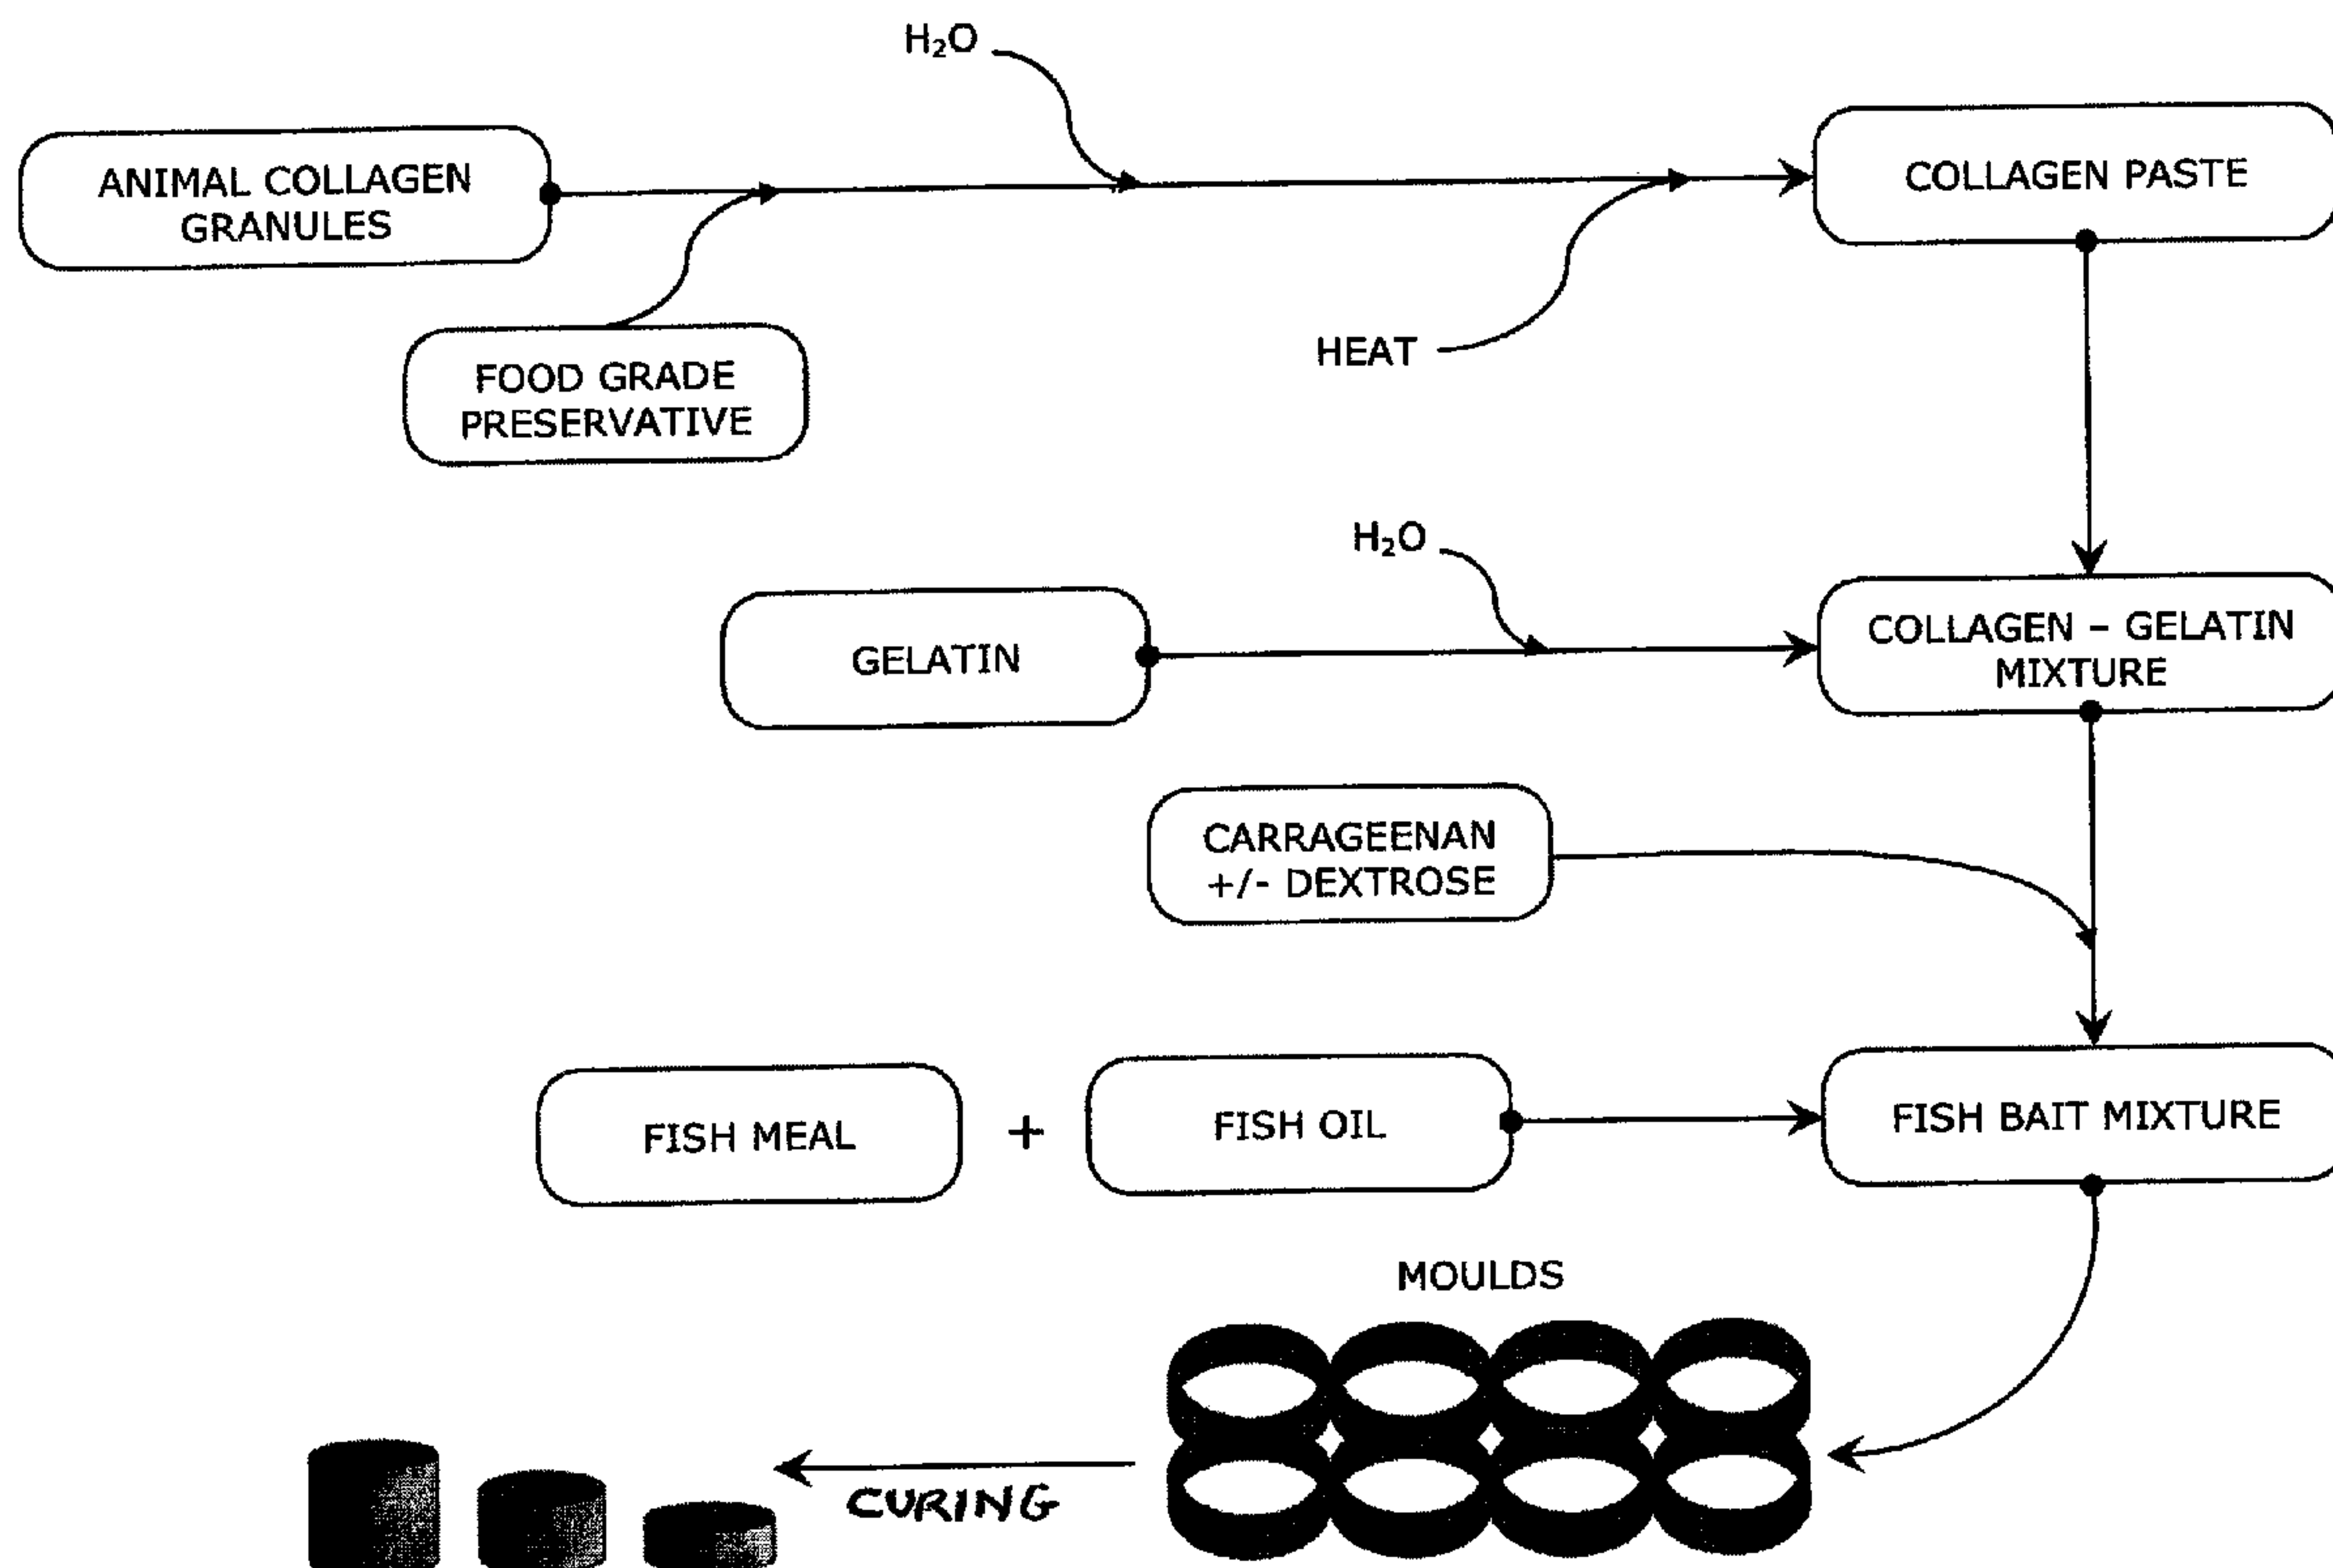 H₂O
ANIMAL COLLAGEN
GRANULES
COLLAGEN PASTE
FOOD GRADE
PRESERVATIVE
HEAT
H₂O
GELATIN
COLLAGEN – GELATIN
MIXTURE
CARRAGEENAN
+/- DEXTROSE
FISH MEAL
+
FISH OIL
FISH BAIT MIXTURE
MOULDS
CURING